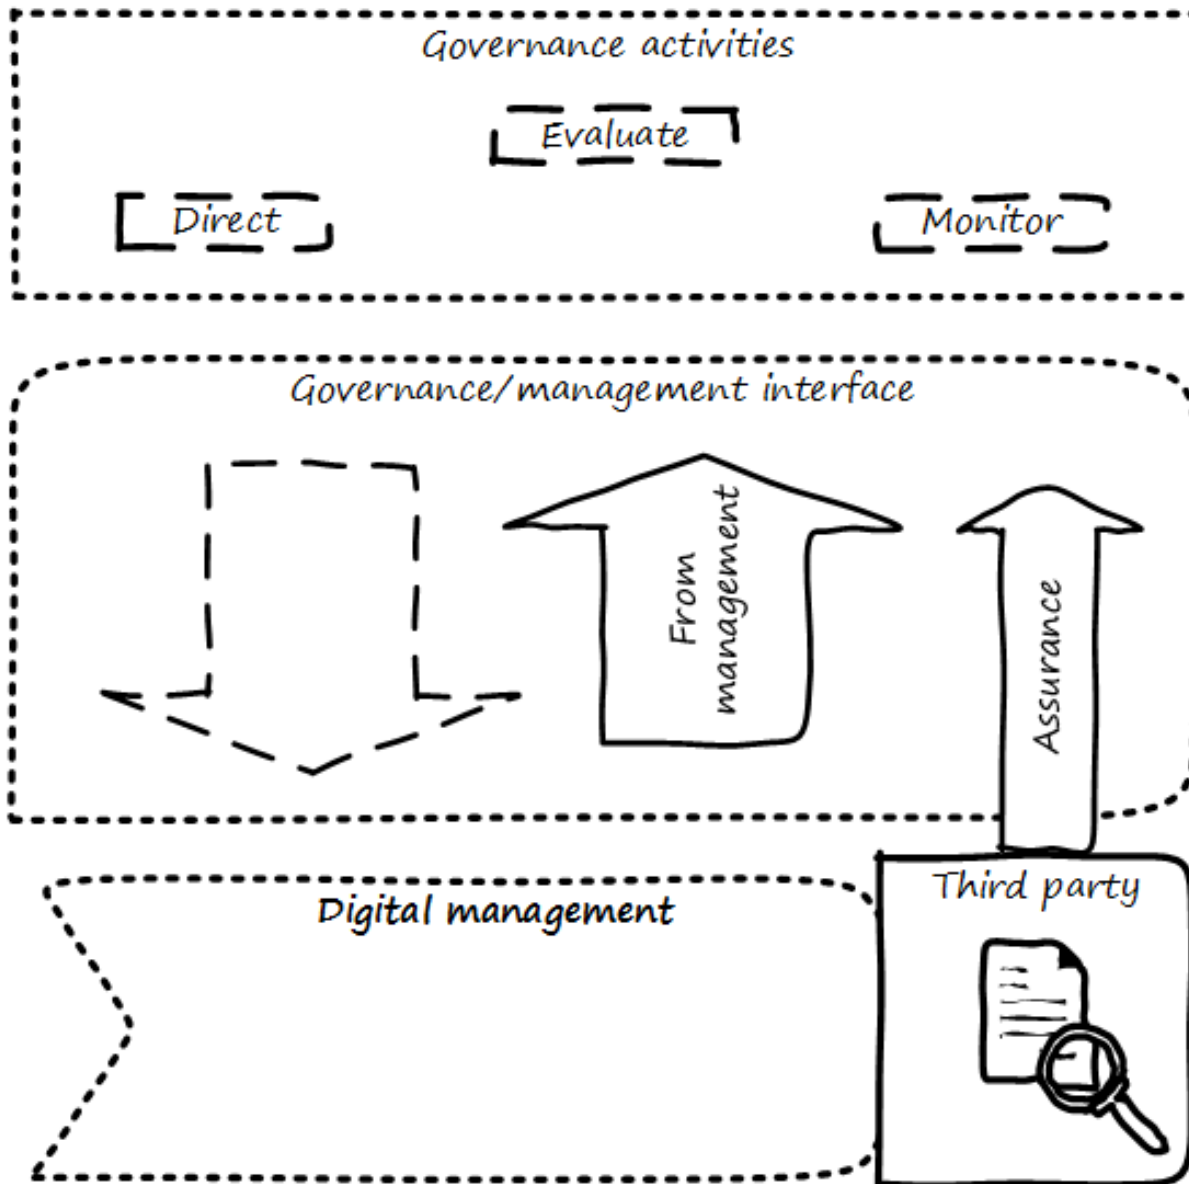 Governance activities
Evaluate
Direct
Monitor
Governance/management interface
From
management
Assurance
Digital management
Third party